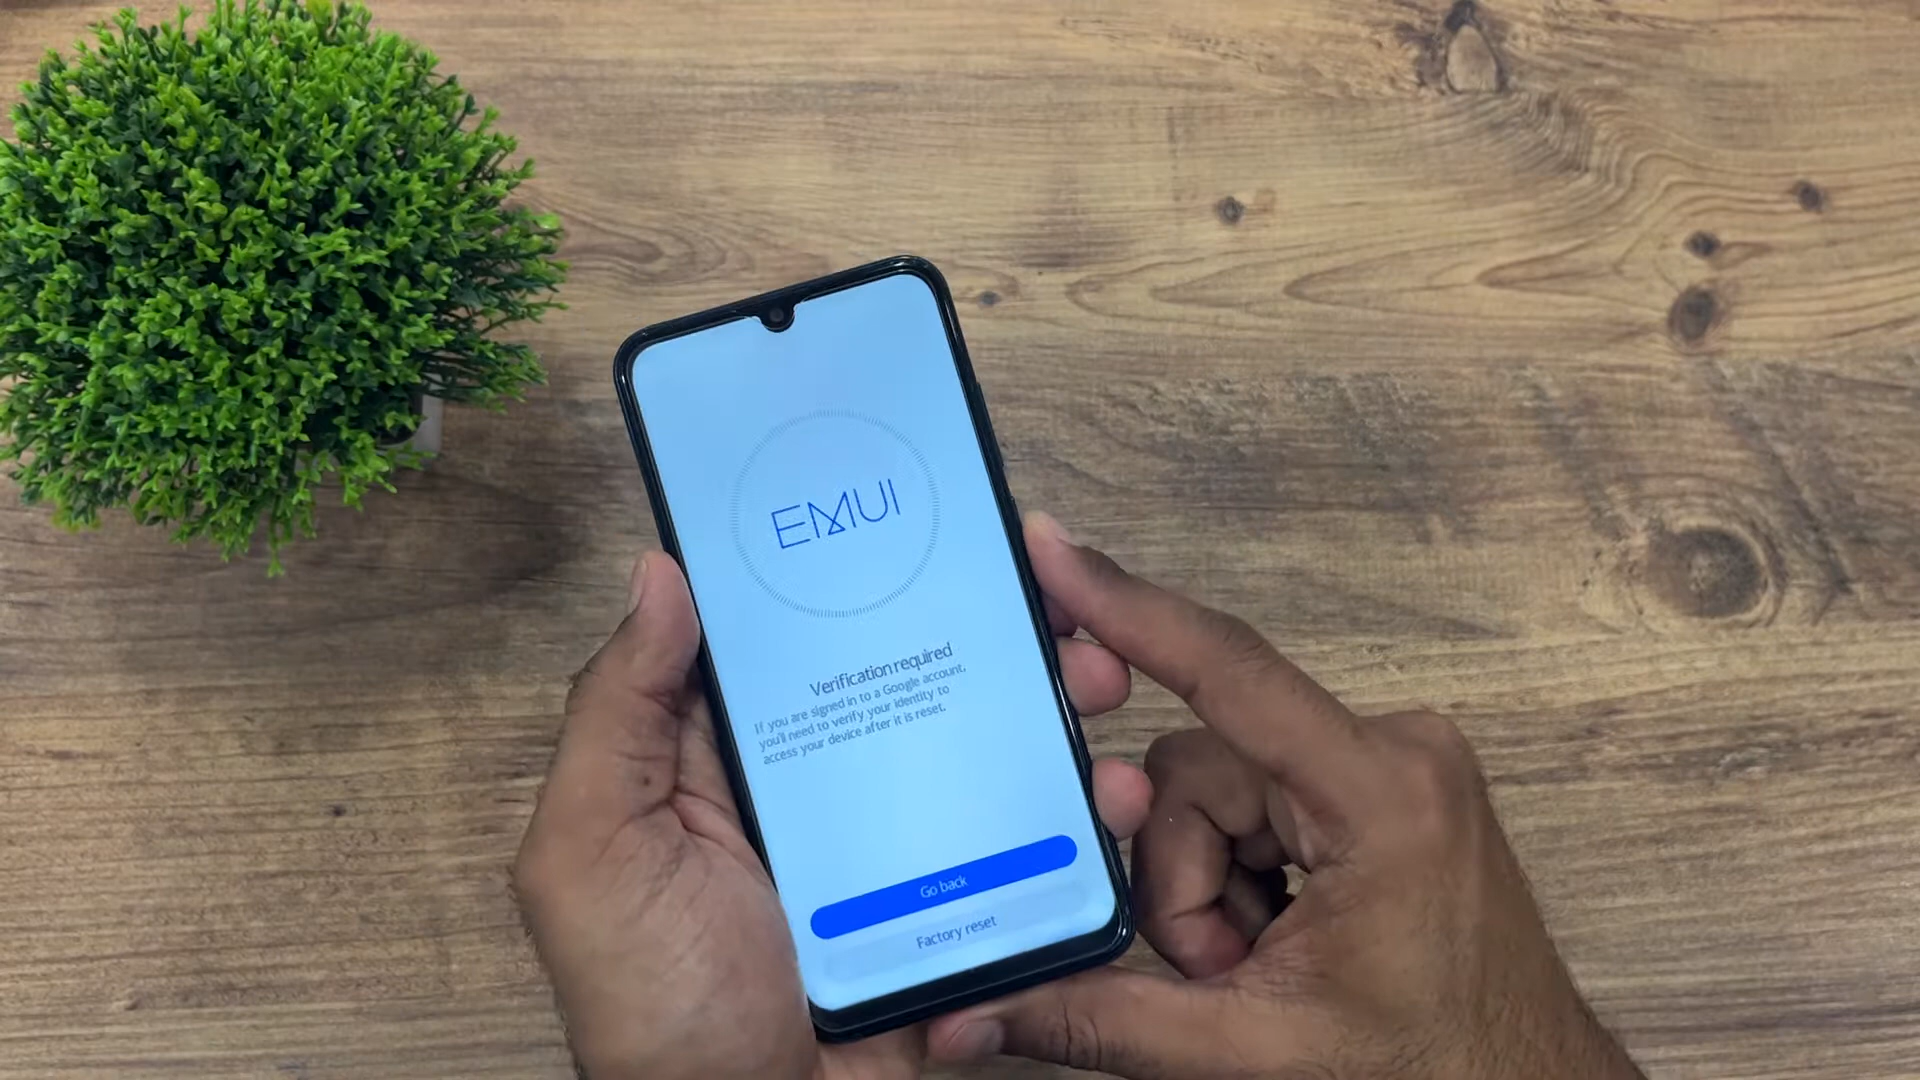 EMUI
Verification required
If you are signed in to a Google account,
you'll need to verify your identity to
access your device after it is reset.
Go back
Factory reset